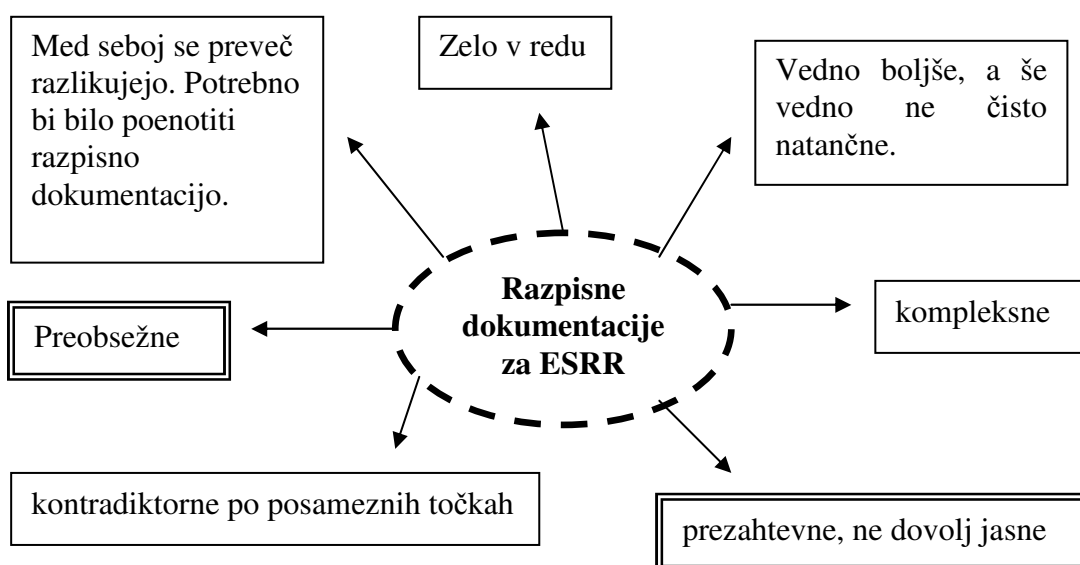 Med seboj se preveč
razlikujejo. Potrebno
bi bilo poenotiti
razpisno
dokumentacijo.
Zelo v redu
Vedno boljše, a še
vedno ne čisto
natančne.
Razpisne
dokumentacije
za ESRR
Preobsežne
kompleksne
kontradiktorne po posameznih točkah
prezahtevne, ne dovolj jasne